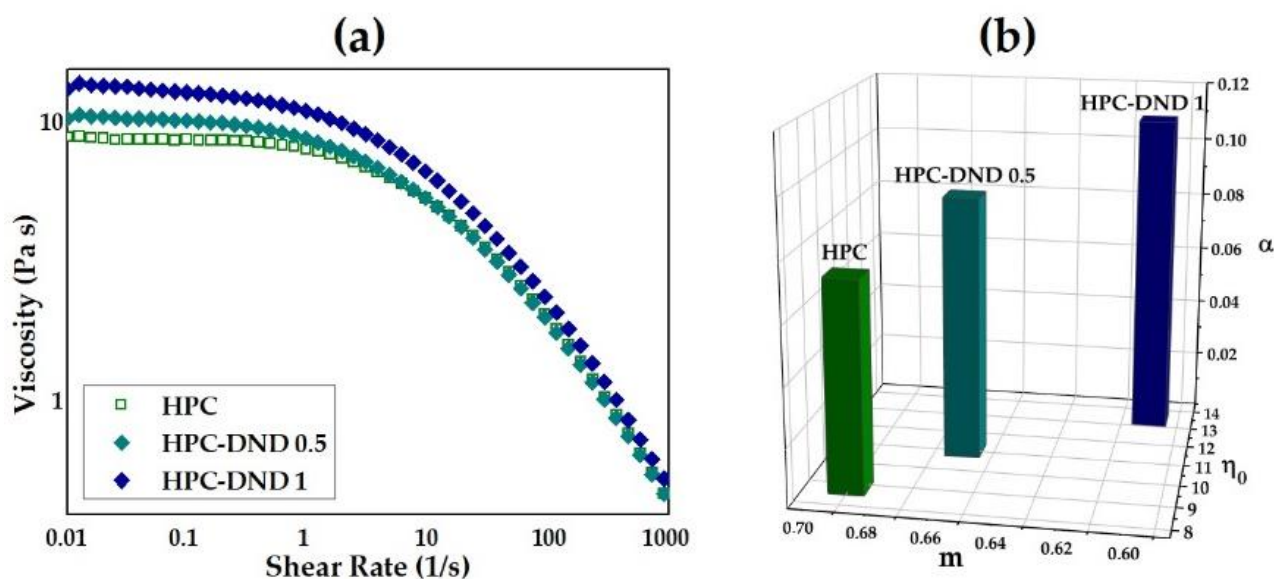 (a)
10
1
Viscosity (Pa s)
HPC
HPC-DND 0.5
HPC-DND 1
0.01 0.1 1 10 100 1000
Shear Rate (1/s)
(b)
HPC-DND 1
HPC-DND 0.5
HPC
0.12
0.10
0.08
0.06
0.04
0.02
α
14
13
12
11
10
9
8
η0
0.70 0.68 0.66 0.64 0.62 0.60
m